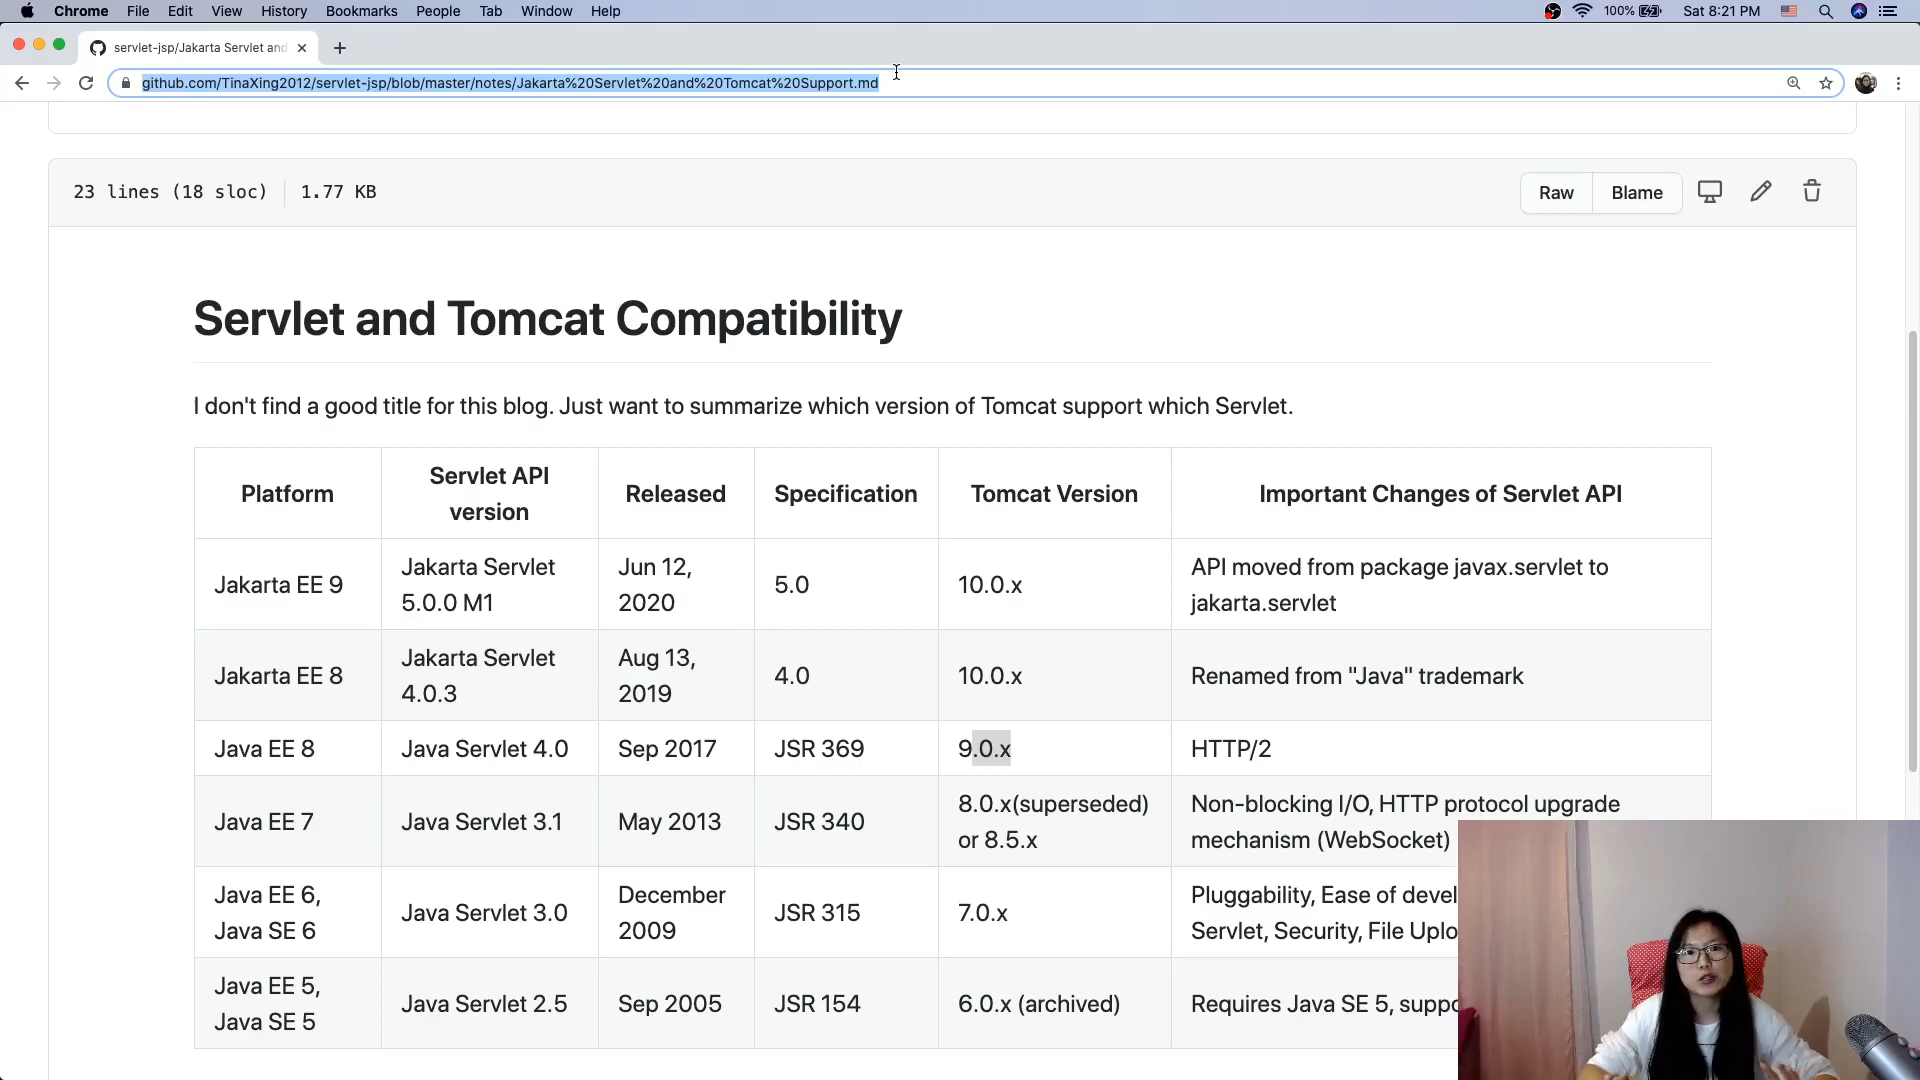 Chrome File Edit View History Bookmarks People Tab Window Help 100% Sat 8:21 PM
servlet-jsp/Jakarta Servlet and
github.com/TinaXing2012/servlet-jsp/blob/master/notes/Jakarta%20Servlet%20and%20Tomcat%20Support.md
23 lines (18 sloc) 1.77 KB Raw Blame
Servlet and Tomcat Compatibility
I don't find a good title for this blog. Just want to summarize which version of Tomcat support which Servlet.
Platform Servlet API version Released Specification Tomcat Version Important Changes of Servlet API
Jakarta EE 9 Jakarta Servlet 5.0.0 M1 Jun 12, 2020 5.0 10.0.x API moved from package javax.servlet to jakarta.servlet
Jakarta EE 8 Jakarta Servlet 4.0.3 Aug 13, 2019 4.0 10.0.x Renamed from "Java" trademark
Java EE 8 Java Servlet 4.0 Sep 2017 JSR 369 9.0.x HTTP/2
Java EE 7 Java Servlet 3.1 May 2013 JSR 340 8.0.x(superseded) or 8.5.x Non-blocking I/O, HTTP protocol upgrade mechanism (WebSocket)
Java EE 6, Java SE 6 Java Servlet 3.0 December 2009 JSR 315 7.0.x Pluggability, Ease of devel Servlet, Security, File Uplo
Java EE 5, Java SE 5 Java Servlet 2.5 Sep 2005 JSR 154 6.0.x (archived) Requires Java SE 5, suppo